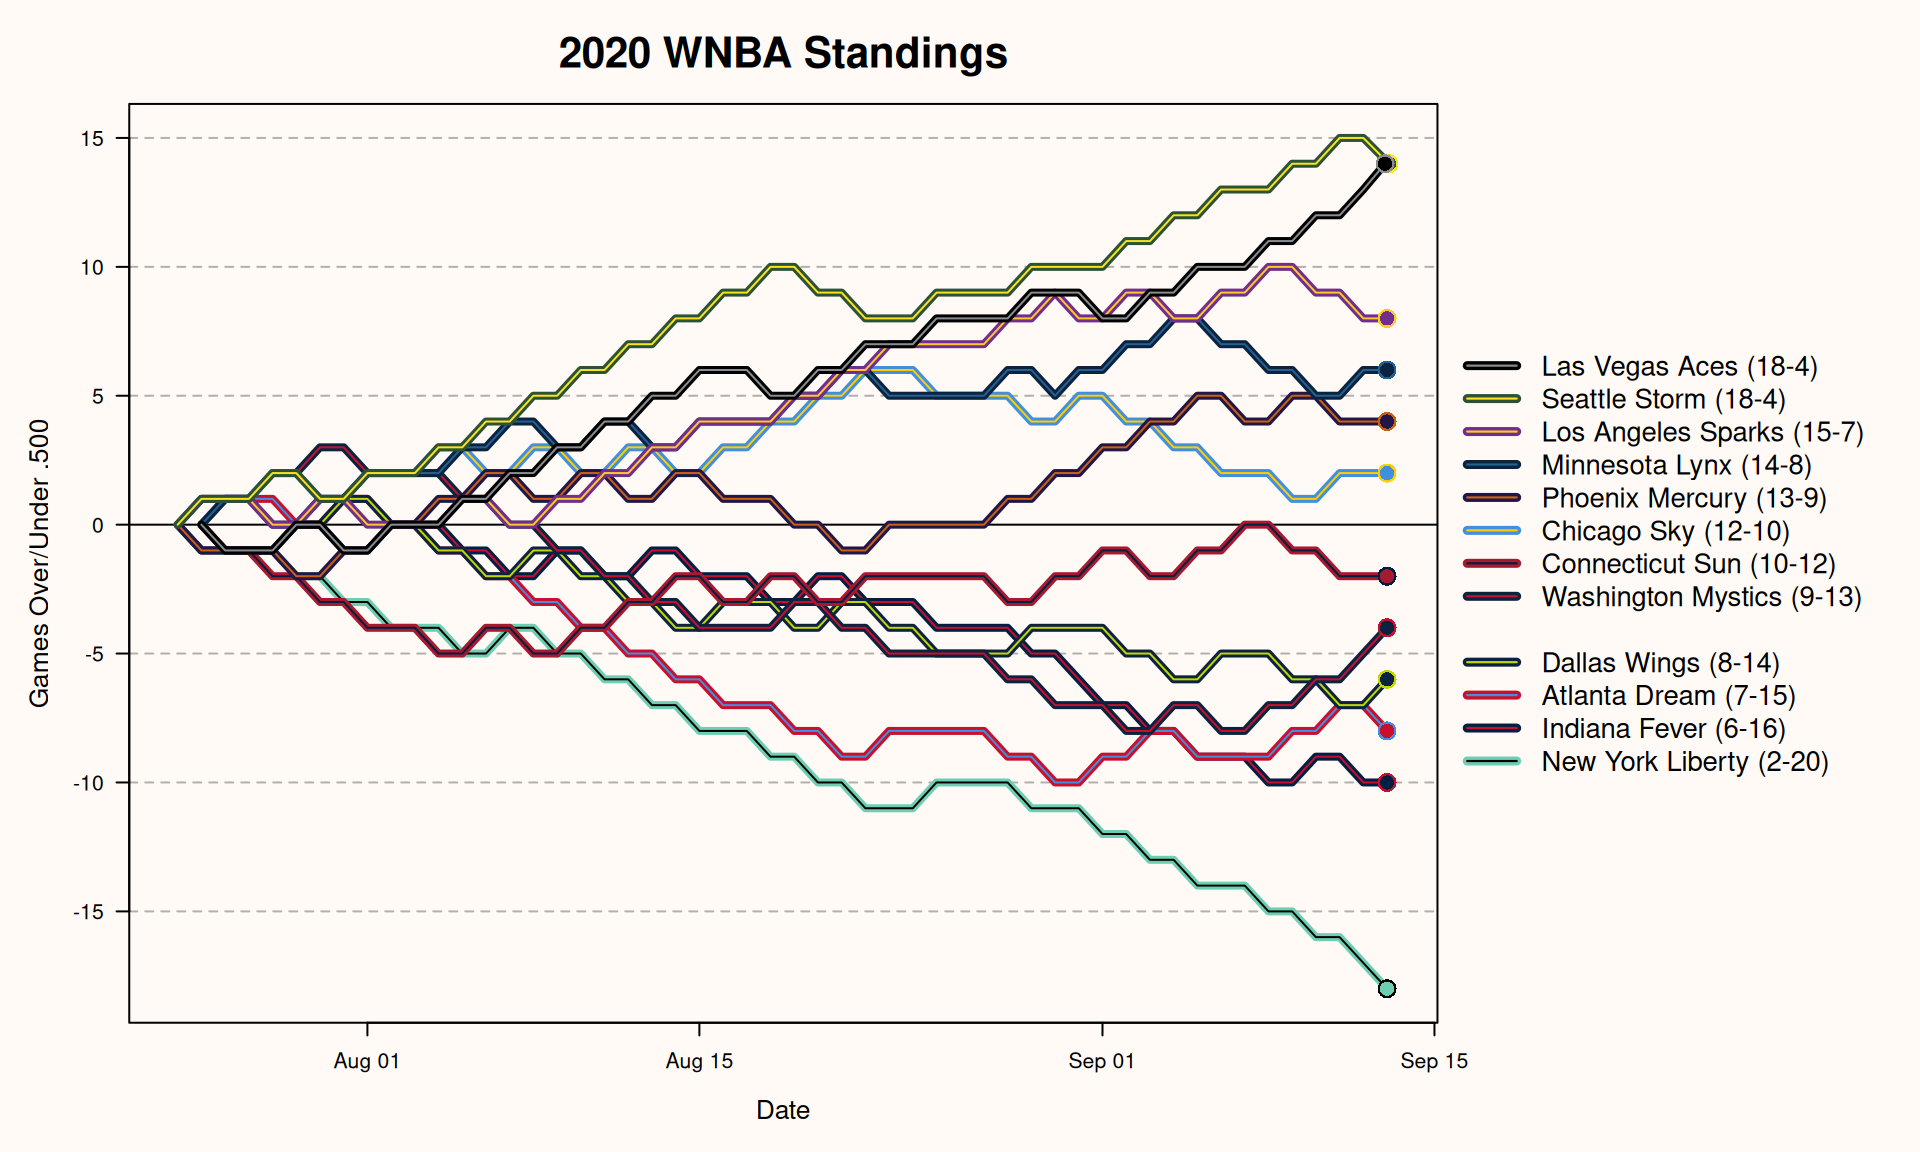 2020 WNBA Standings
15
10
5
0
-5
-10
-15
Games Over/Under .500
Aug 01
Aug 15
Sep 01
Sep 15
Date
Las Vegas Aces (18-4)
Seattle Storm (18-4)
Los Angeles Sparks (15-7)
Minnesota Lynx (14-8)
Phoenix Mercury (13-9)
Chicago Sky (12-10)
Connecticut Sun (10-12)
Washington Mystics (9-13)
Dallas Wings (8-14)
Atlanta Dream (7-15)
Indiana Fever (6-16)
New York Liberty (2-20)